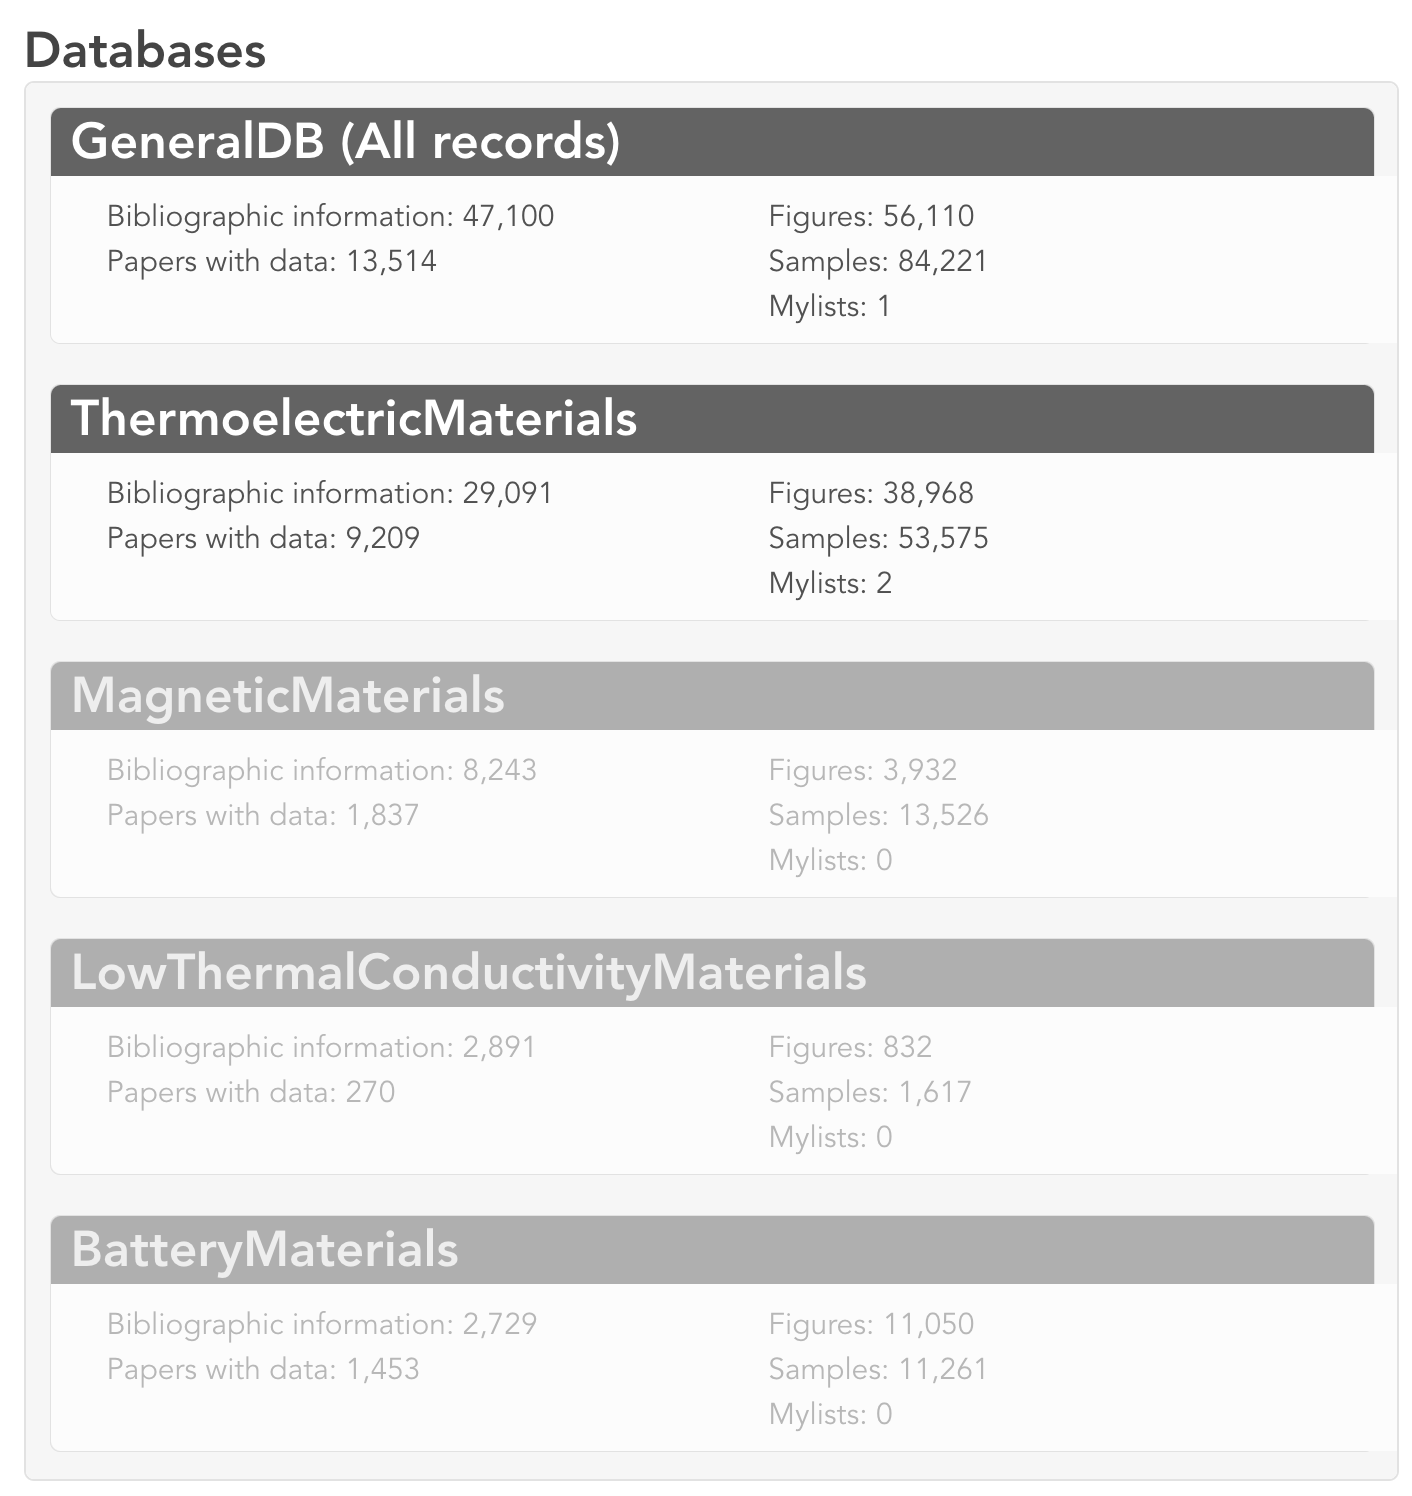 Databases
GeneralDB (All records)
Bibliographic information: 47,100
Papers with data: 13,514
Figures: 56,110
Samples: 84,221
Mylists: 1
ThermoelectricMaterials
Bibliographic information: 29,091
Papers with data: 9,209
Figures: 38,968
Samples: 53,575
Mylists: 2
MagneticMaterials
Bibliographic information: 8,243
Papers with data: 1,837
Figures: 3,932
Samples: 13,526
Mylists: 0
LowThermalConductivityMaterials
Bibliographic information: 2,891
Papers with data: 270
Figures: 832
Samples: 1,617
Mylists: 0
BatteryMaterials
Bibliographic information: 2,729
Papers with data: 1,453
Figures: 11,050
Samples: 11,261
Mylists: 0